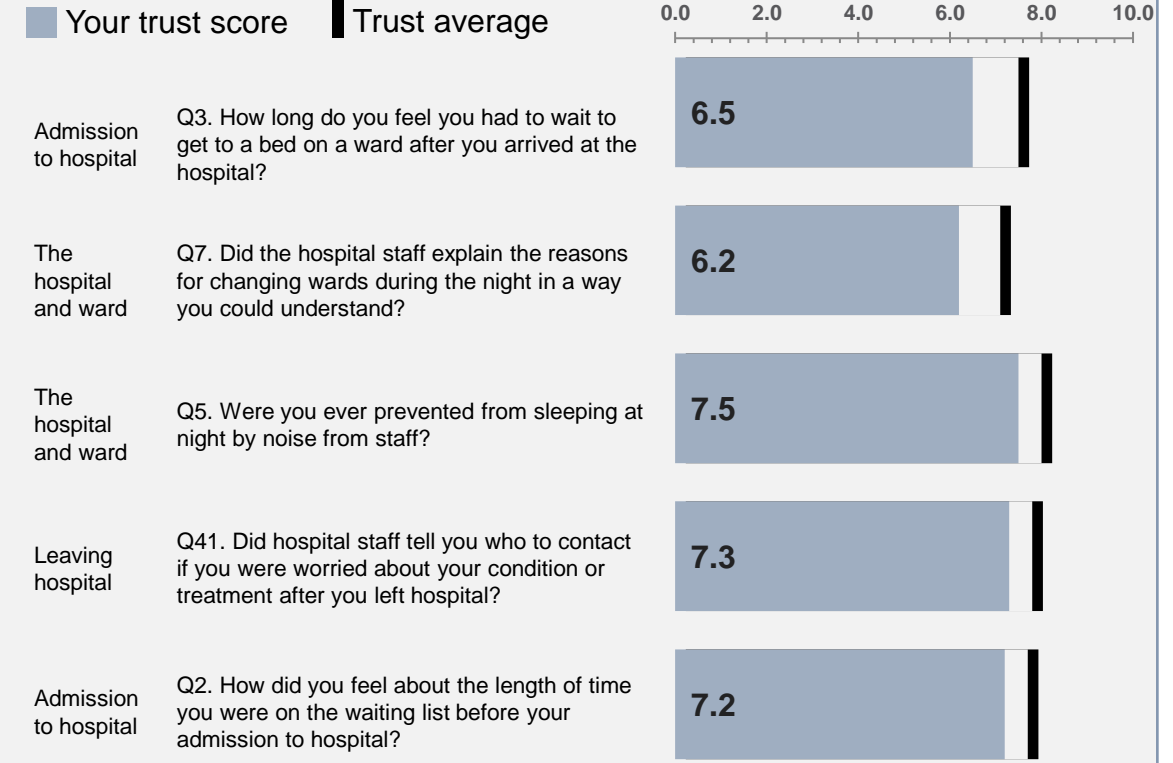 Your trust score Trust average
0.0 2.0 4.0 6.0 8.0 10.0
Admission
to hospital
Q3. How long do you feel you had to wait to
get to a bed on a ward after you arrived at the
hospital?
6.5
The
hospital
and ward
Q7. Did the hospital staff explain the reasons
for changing wards during the night in a way
you could understand?
6.2
The
hospital
and ward
Q5. Were you ever prevented from sleeping at
night by noise from staff?
7.5
Leaving
hospital
Q41. Did hospital staff tell you who to contact
if you were worried about your condition or
treatment after you left hospital?
7.3
Admission
to hospital
Q2. How did you feel about the length of time
you were on the waiting list before your
admission to hospital?
7.2